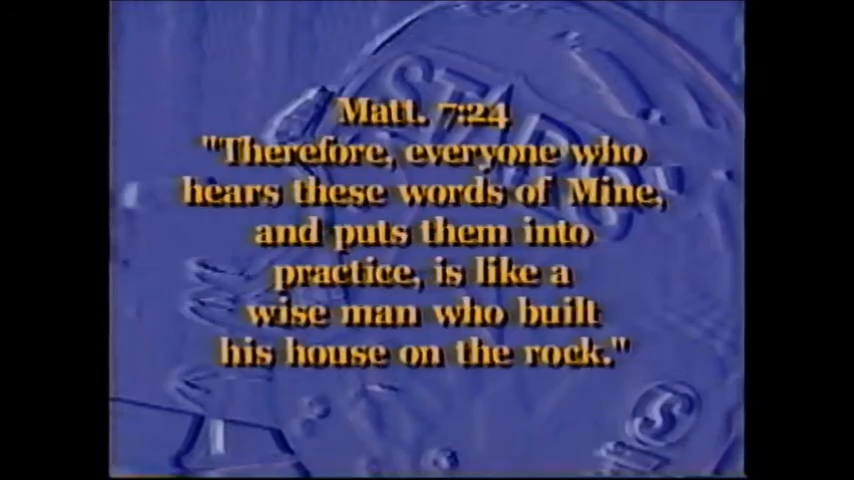 Matt. 7:24
"Therefore, everyone who
hears these words of Mine,
and puts them into
practice, is like a
wise man who built
his house on the rock."
STARS
S